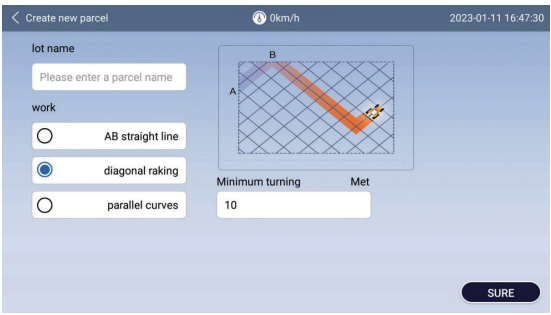 Create new parcel
0km/h
2023-01-11 16:47:30
lot name
Please enter a parcel name
work
AB straight line
diagonal raking
parallel curves
B
A
Minimum turning Met
10
SURE